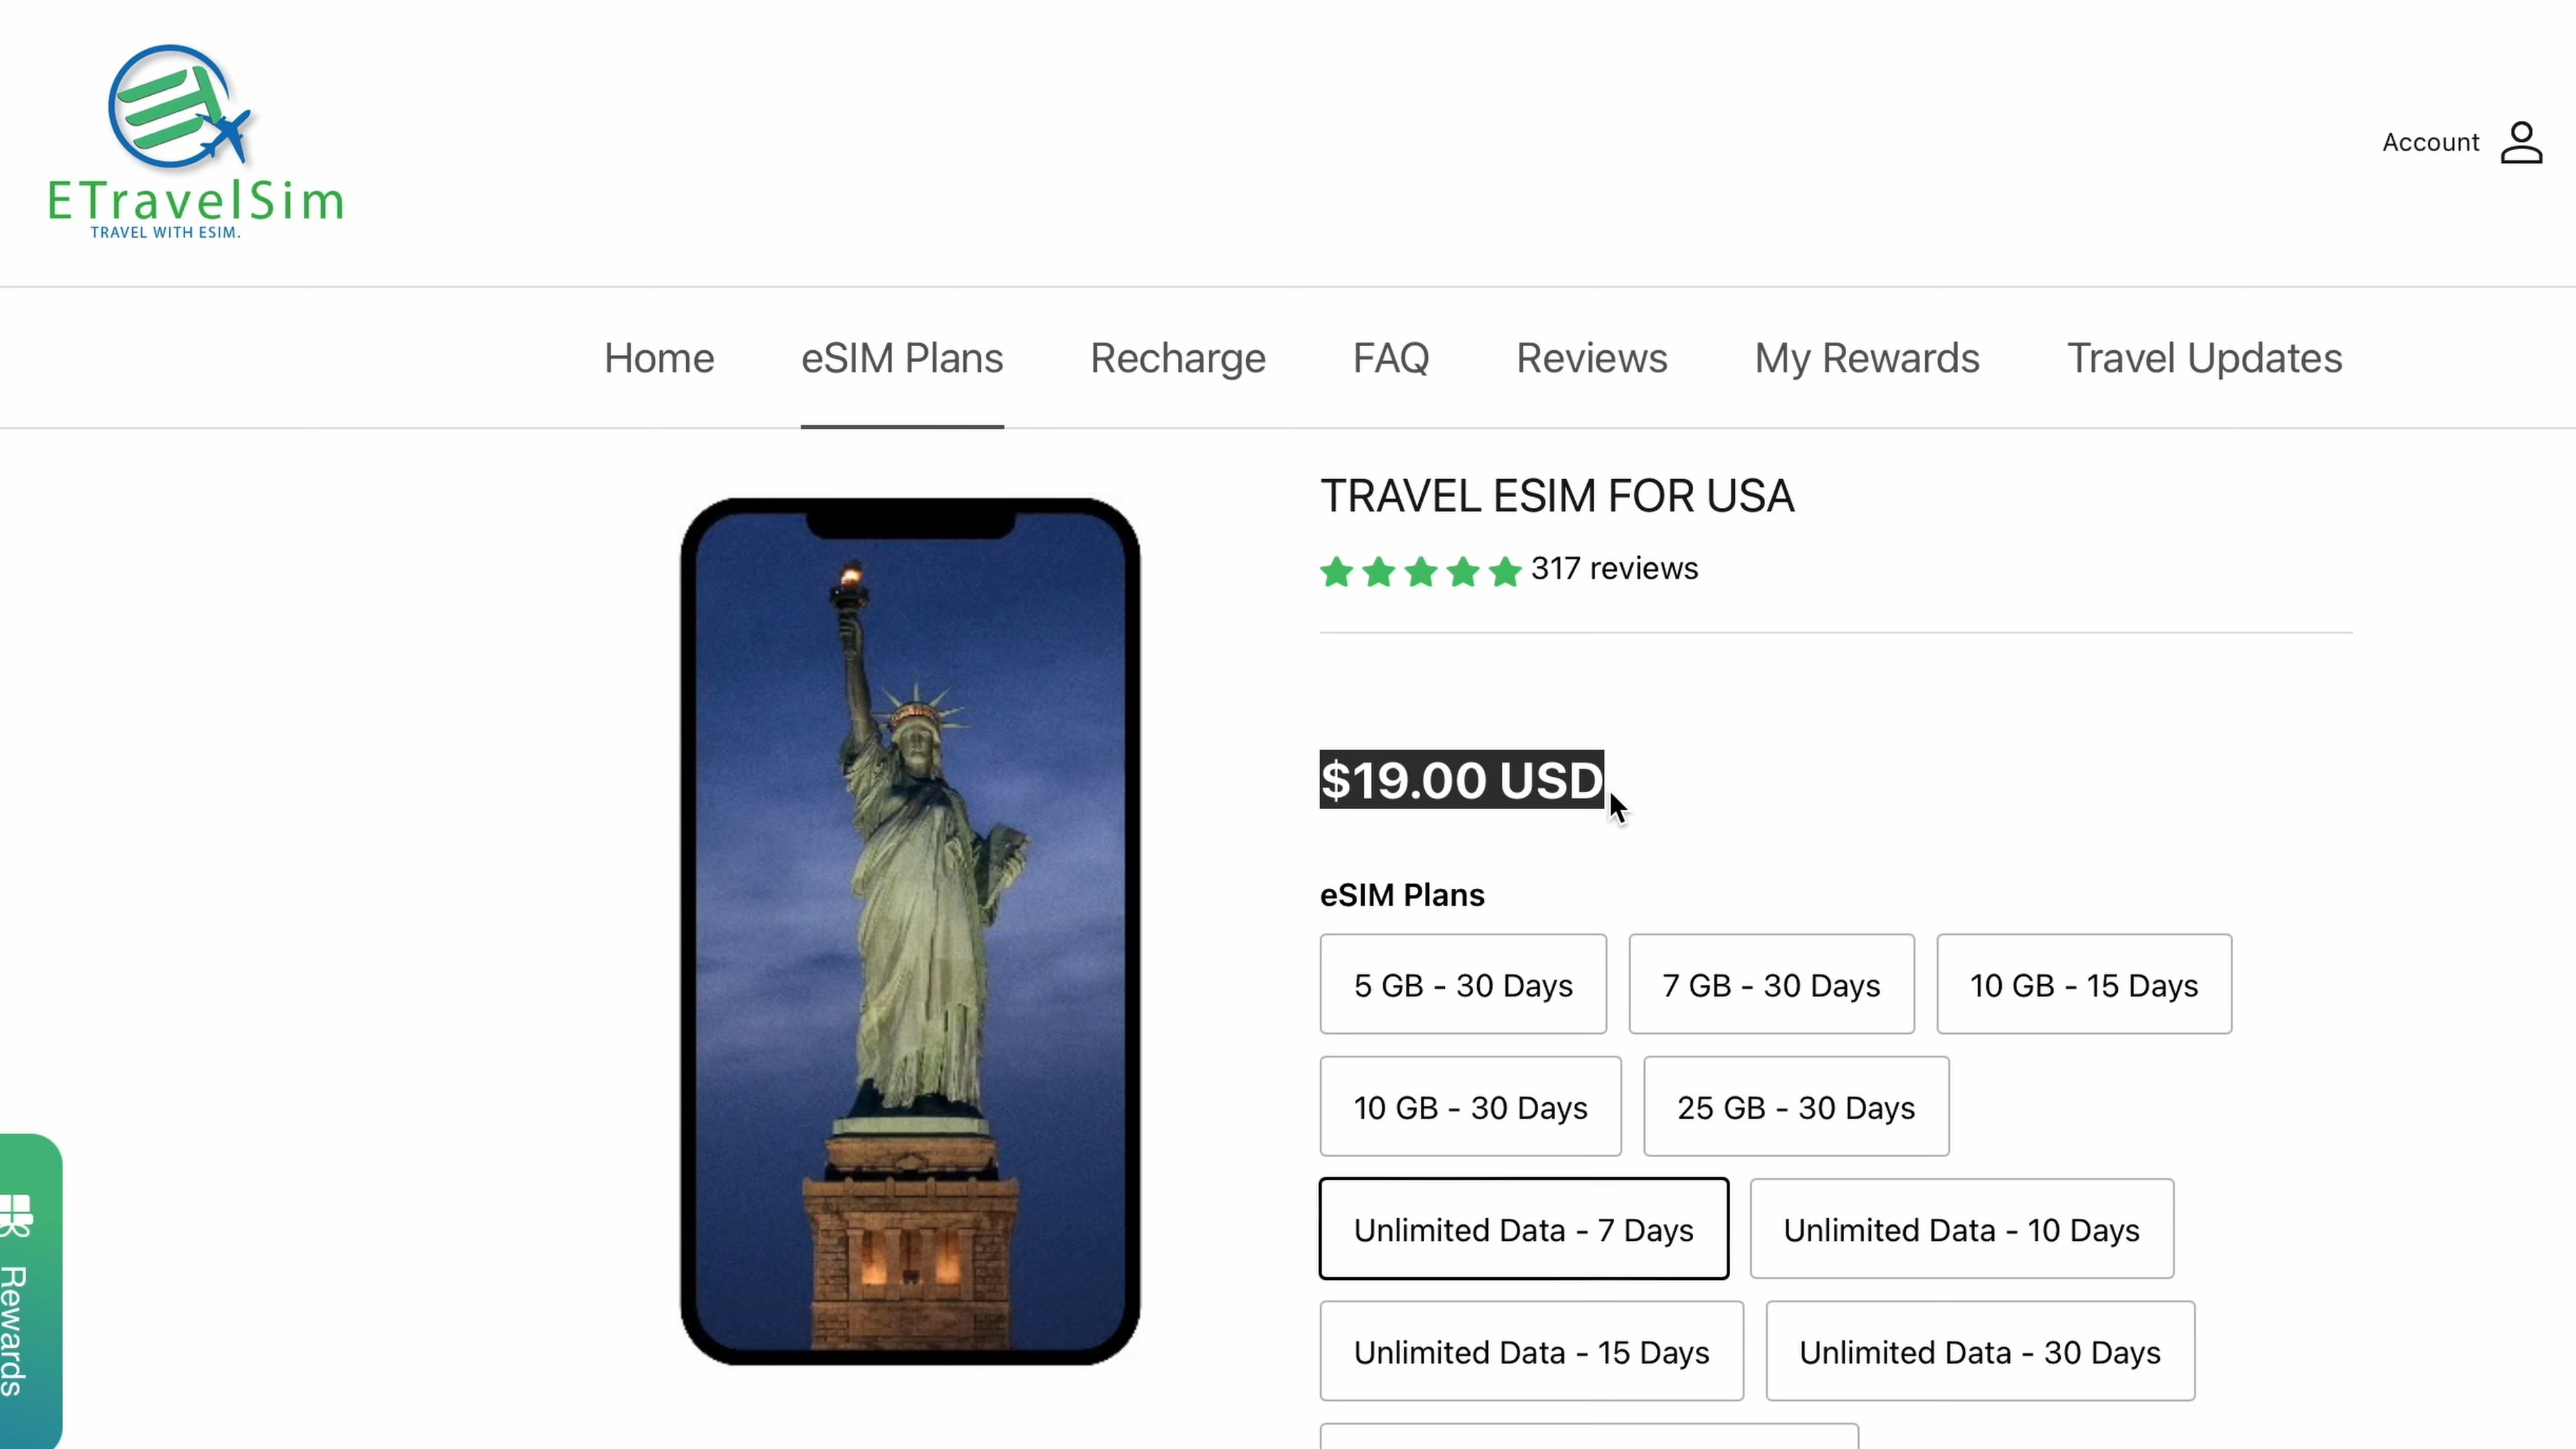 ETravelSim
TRAVEL WITH ESIM.
Account
Home eSIM Plans Recharge FAQ Reviews My Rewards Travel Updates
TRAVEL ESIM FOR USA
317 reviews
$19.00 USD
eSIM Plans
5 GB - 30 Days 7 GB - 30 Days 10 GB - 15 Days
10 GB - 30 Days 25 GB - 30 Days
Unlimited Data - 7 Days Unlimited Data - 10 Days
Unlimited Data - 15 Days Unlimited Data - 30 Days
Rewards